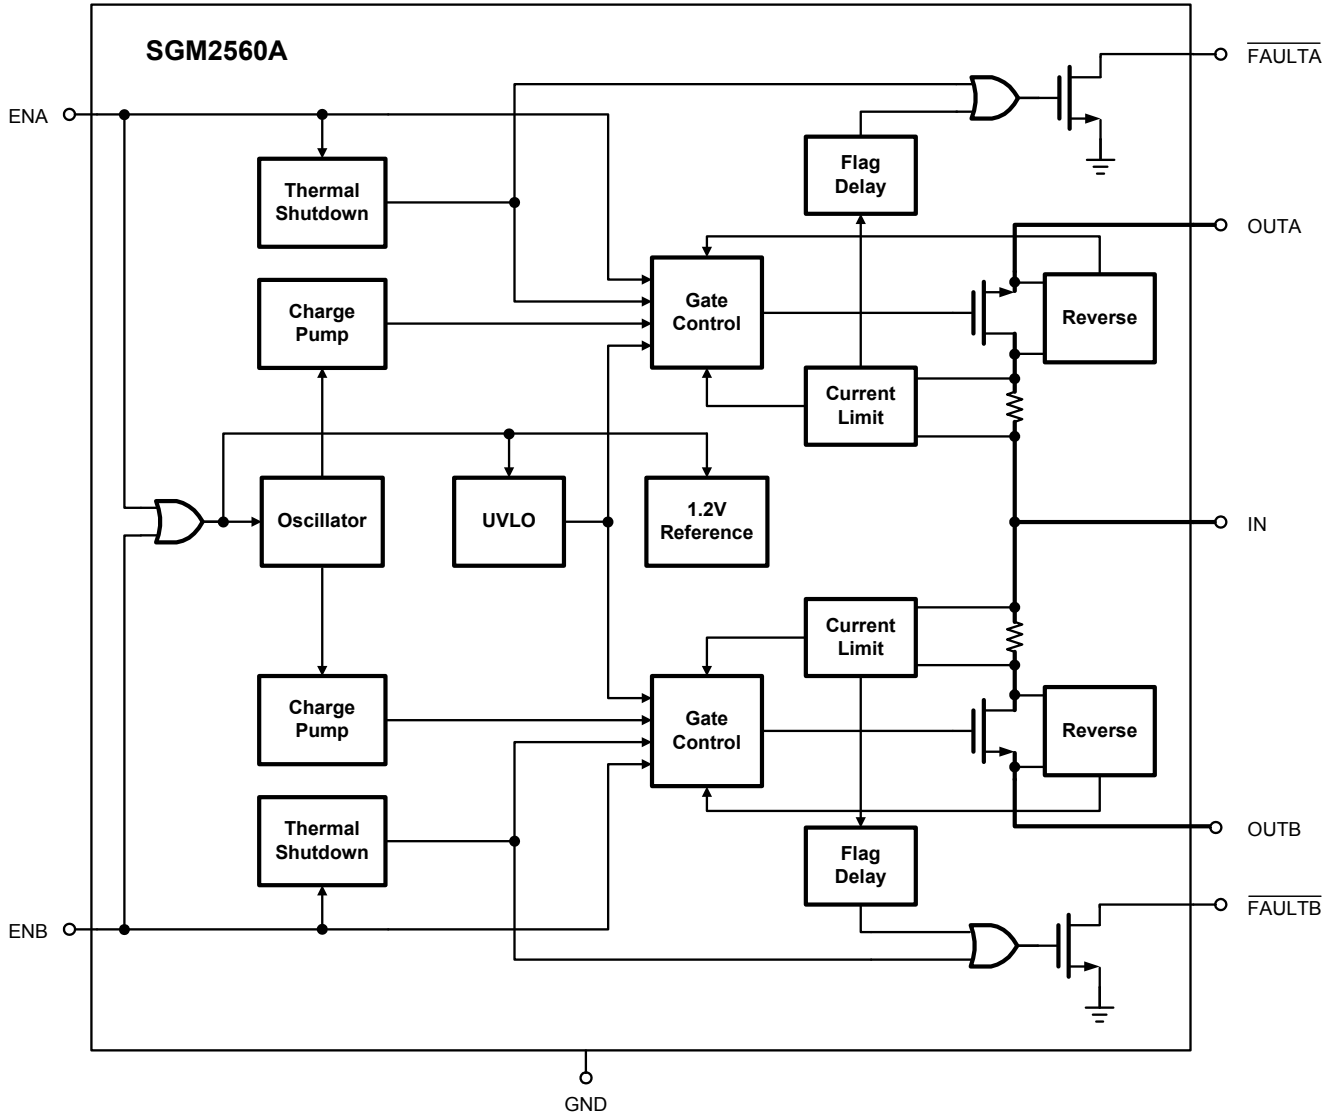 SGM2560A
FAULTA
ENA
Flag
Delay
Thermal
Shutdown
OUTA
Gate
Control
Charge
Pump
Reverse
Current
Limit
Oscillator
UVLO
1.2V
Reference
IN
Current
Limit
Charge
Pump
Gate
Control
Reverse
Thermal
Shutdown
Flag
Delay
OUTB
FAULTB
ENB
GND